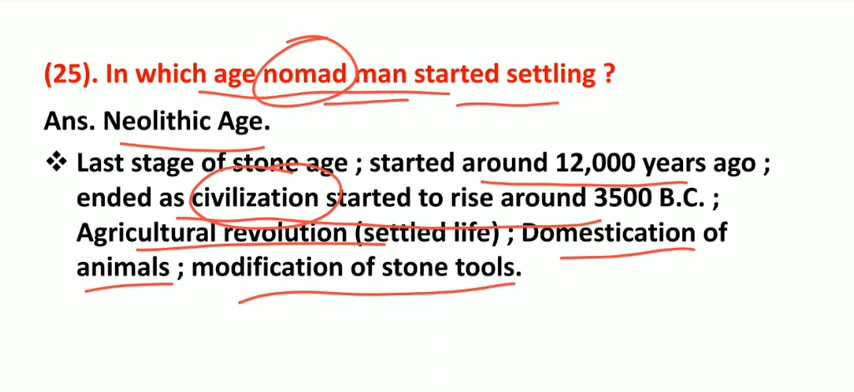 (25). In which age nomad man started settling ?
Ans. Neolithic Age.
❖ Last stage of stone age ; started around 12,000 years ago ;
ended as civilization started to rise around 3500 B.C. ;
Agricultural revolution (settled life) ; Domestication of
animals ; modification of stone tools.